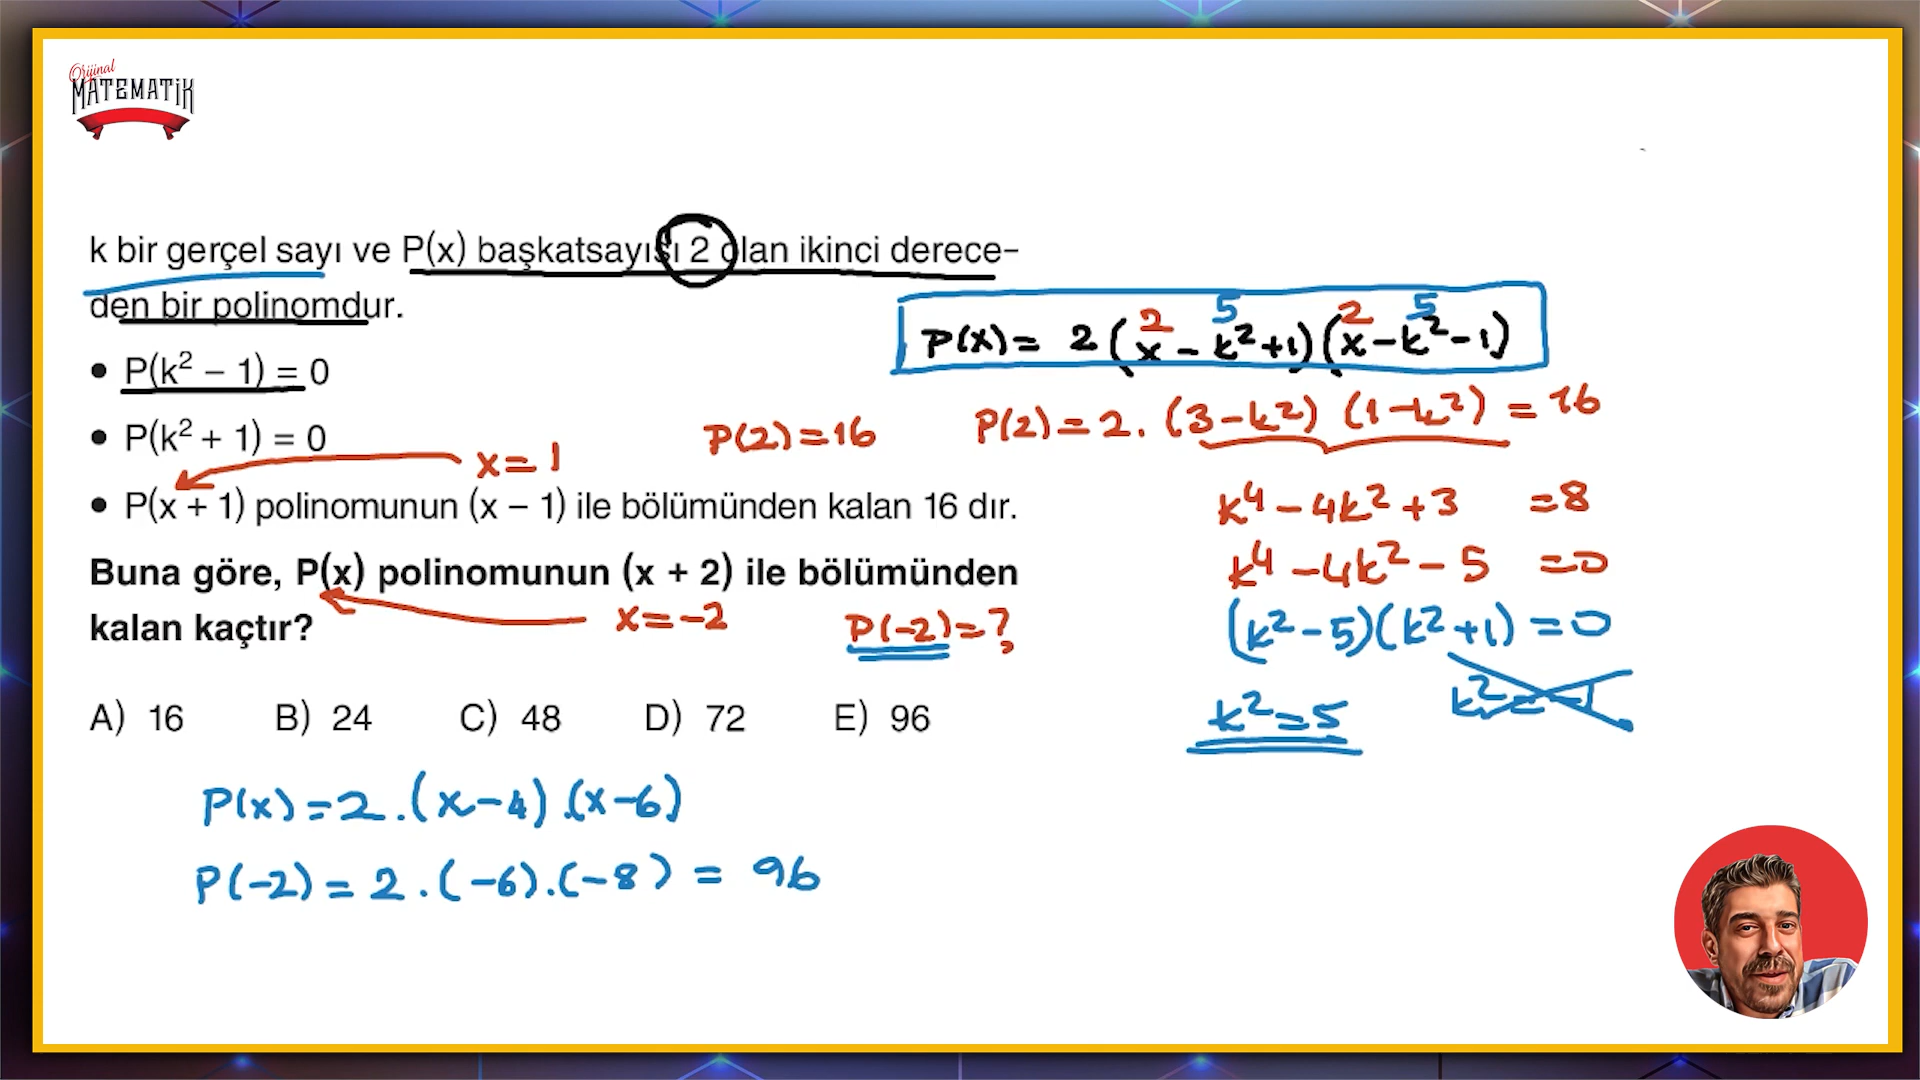 Orijinal
MATEMATİK
k bir gerçel sayı ve P(x) başkatsayısı 2 olan ikinci derece-
den bir polinomdur.
• P(k² – 1) = 0
• P(k² + 1) = 0
x = 1
• P(x + 1) polinomunun (x – 1) ile bölümünden kalan 16 dır.
Buna göre, P(x) polinomunun (x + 2) ile bölümünden
kalan kaçtır?
x = -2
P(-2) = ?
A) 16 B) 24 C) 48 D) 72 E) 96
P(x) = 2.(x-4).(x-6)
P(-2) = 2.(-6).(-8) = 96
2 5 2 5
P(x) = 2(x - k²+1)(x-k²-1)
P(2)=16
P(2) = 2.(3-k²)(1-k²) = 16
k⁴ - 4k² + 3 = 8
k⁴ - 4k² - 5 = 0
(k²-5)(k²+1) = 0
k² = 5
k² = -1